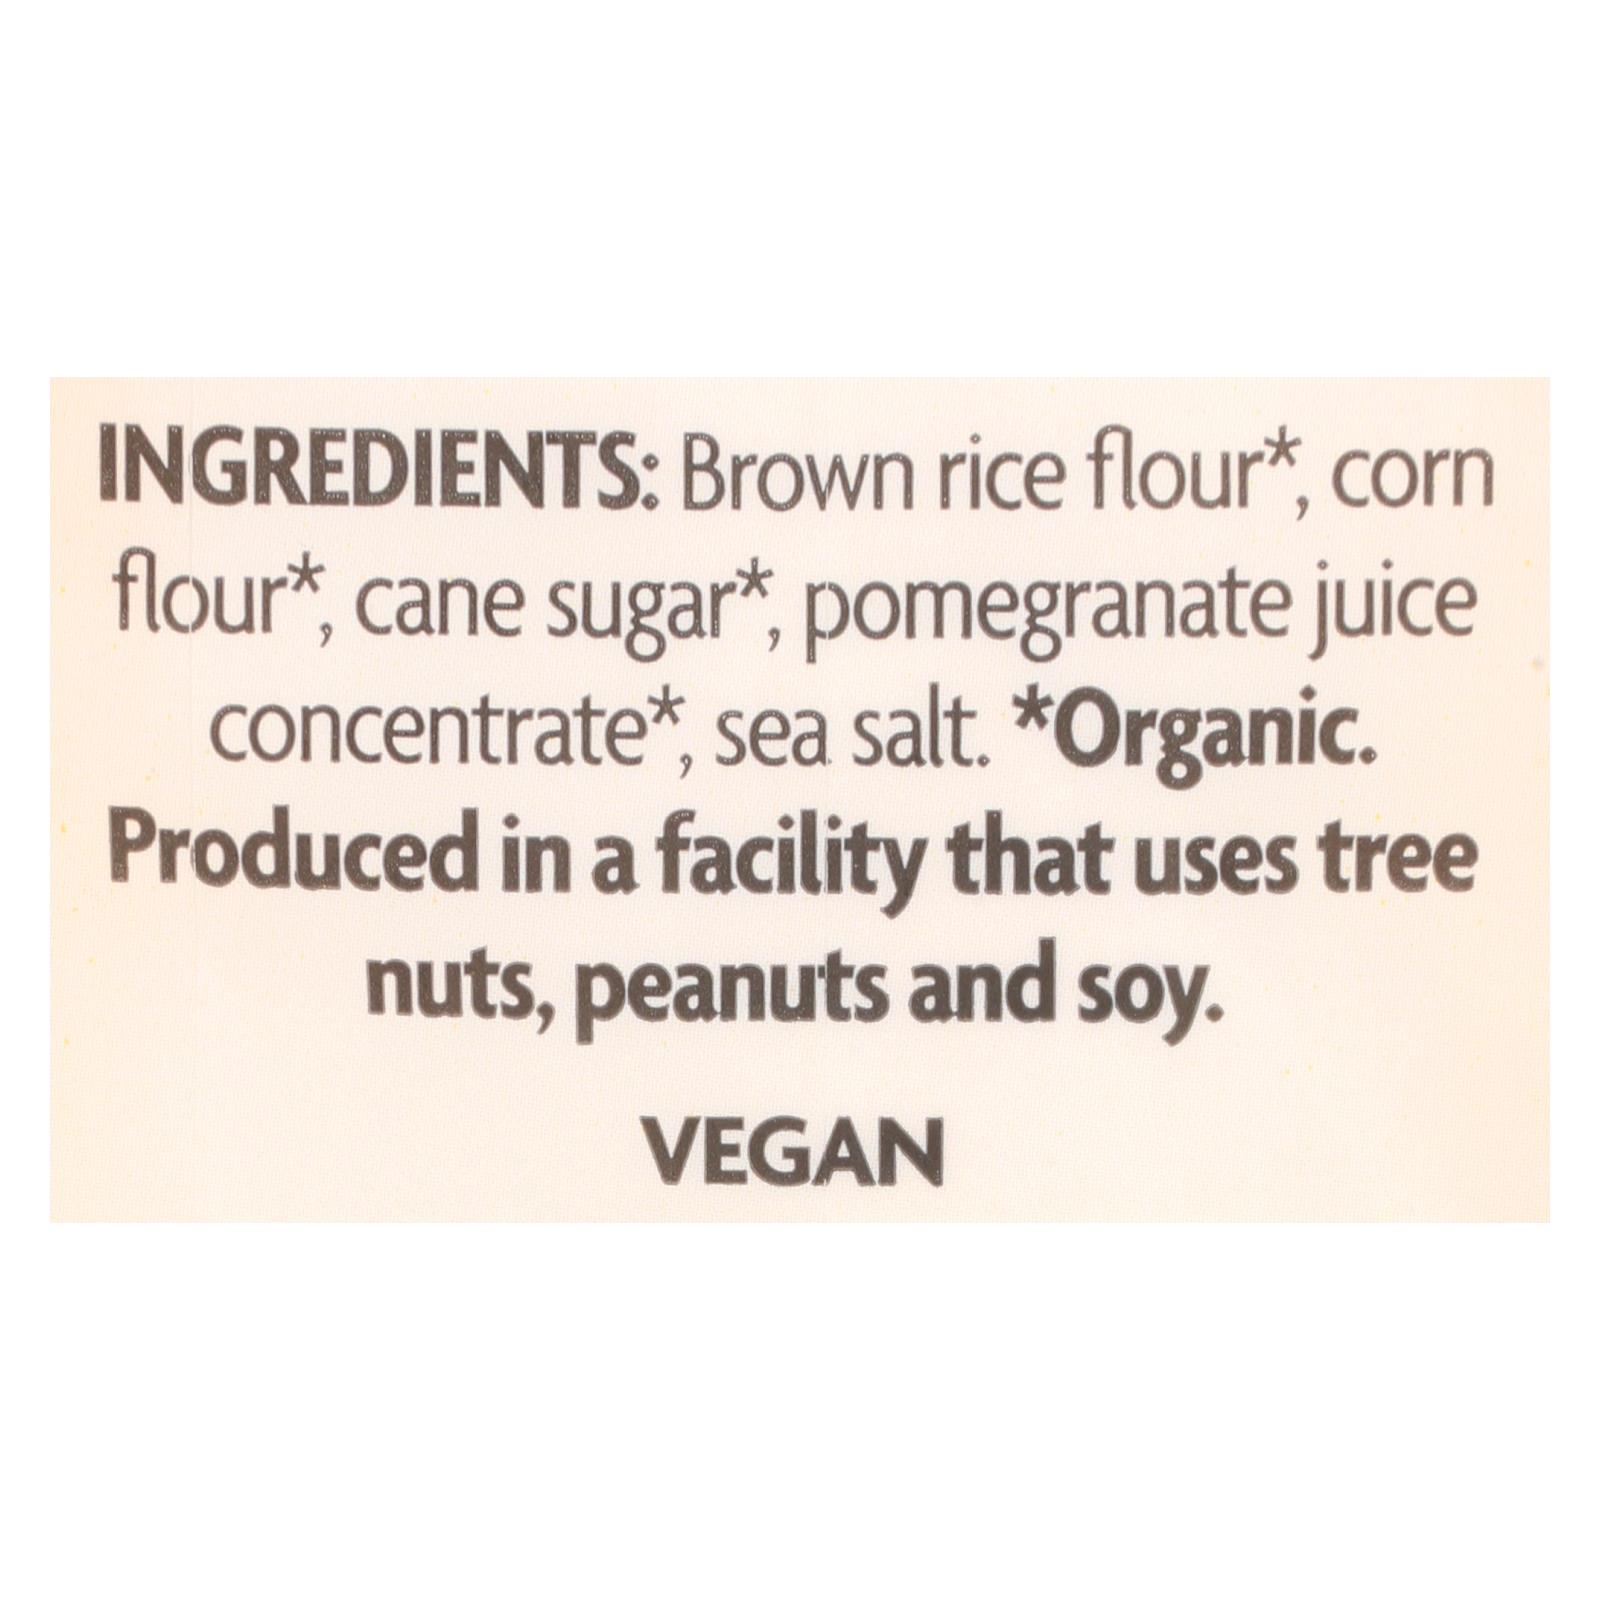 INGREDIENTS: Brown rice flour*, corn
flour*, cane sugar*, pomegranate juice
concentrate*, sea salt. *Organic.
Produced in a facility that uses tree
nuts, peanuts and soy.
VEGAN